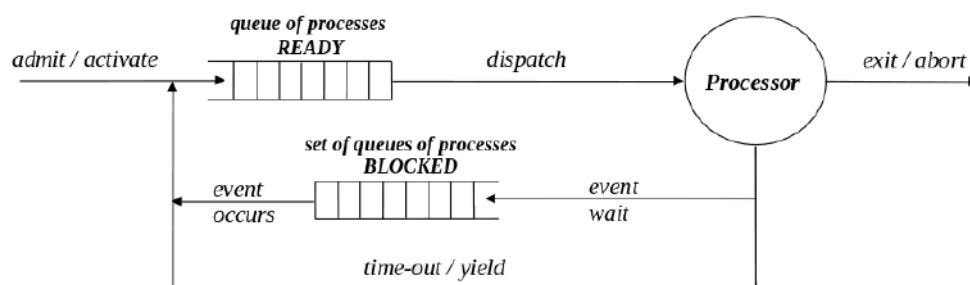 queue of processes
READY
admit / activate
dispatch
Processor
exit / abort
set of queues of processes
BLOCKED
event
occurs
event
wait
time-out / yield